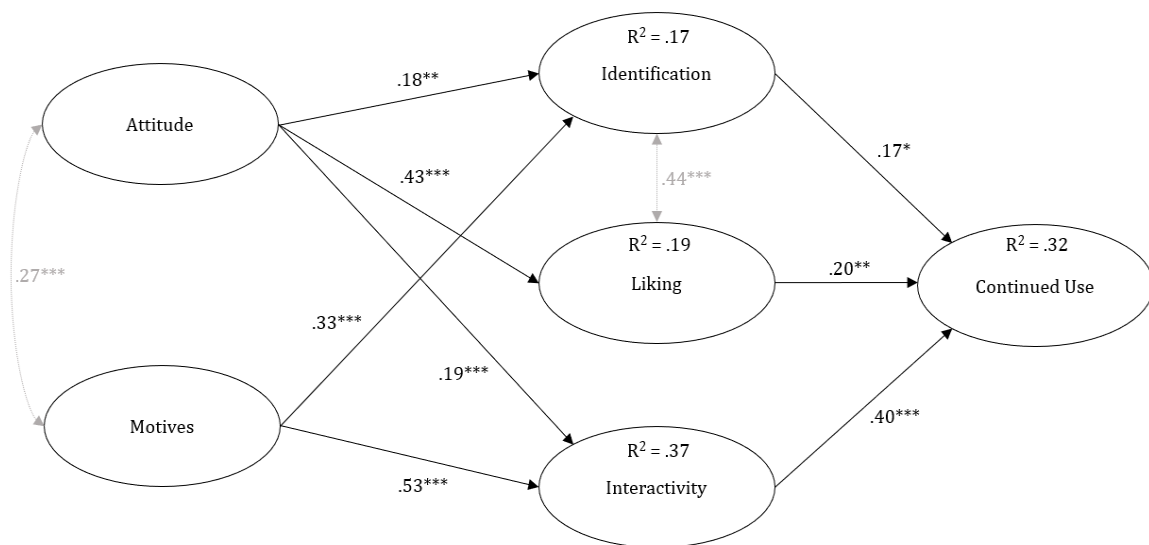 R² = .17
Identification
.18**
Attitude
.17*
.43***
.44***
R² = .19
Liking
.20**
R² = .32
Continued Use
.27***
.33***
.19***
Motives
.40***
R² = .37
Interactivity
.53***